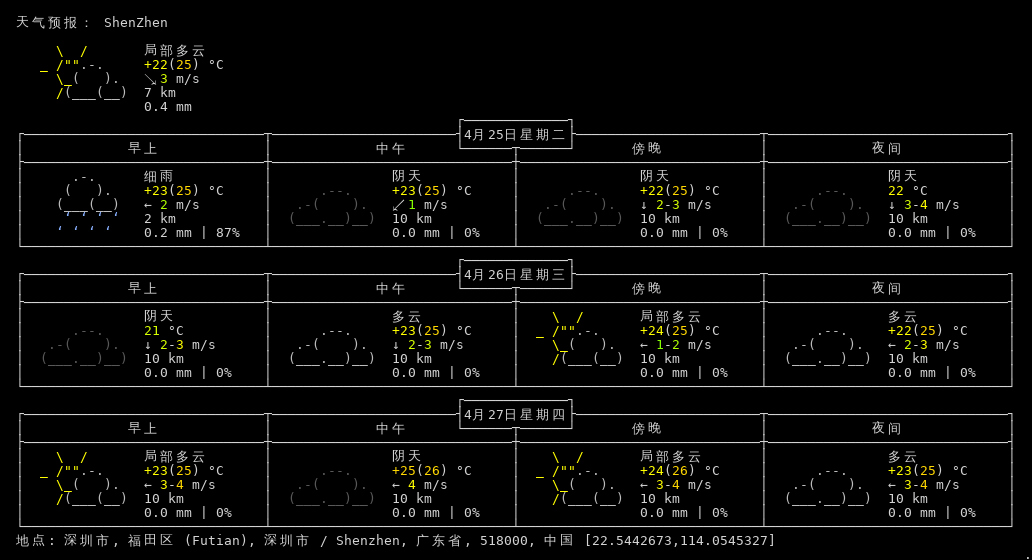 天气预报： ShenZhen
局部多云
+22(25) °C
↘ 3 m/s
7 km
0.4 mm
4月25日星期二
早上 中午 傍晚 夜间
细雨 阴天 阴天 阴天
+23(25) °C +23(25) °C +22(25) °C 22 °C
← 2 m/s ↙ 1 m/s ↓ 2-3 m/s ↓ 3-4 m/s
2 km 10 km 10 km 10 km
0.2 mm | 87% 0.0 mm | 0% 0.0 mm | 0% 0.0 mm | 0%
4月26日星期三
早上 中午 傍晚 夜间
阴天 多云 局部多云 多云
21 °C +23(25) °C +24(25) °C +22(25) °C
↓ 2-3 m/s ↓ 2-3 m/s ← 1-2 m/s ← 2-3 m/s
10 km 10 km 10 km 10 km
0.0 mm | 0% 0.0 mm | 0% 0.0 mm | 0% 0.0 mm | 0%
4月27日星期四
早上 中午 傍晚 夜间
局部多云 阴天 局部多云 多云
+23(25) °C +25(26) °C +24(26) °C +23(25) °C
← 3-4 m/s ← 4 m/s ← 3-4 m/s ← 3-4 m/s
10 km 10 km 10 km 10 km
0.0 mm | 0% 0.0 mm | 0% 0.0 mm | 0% 0.0 mm | 0%
地点: 深圳市, 福田区 (Futian), 深圳市 / Shenzhen, 广东省, 518000, 中国 [22.5442673,114.0545327]